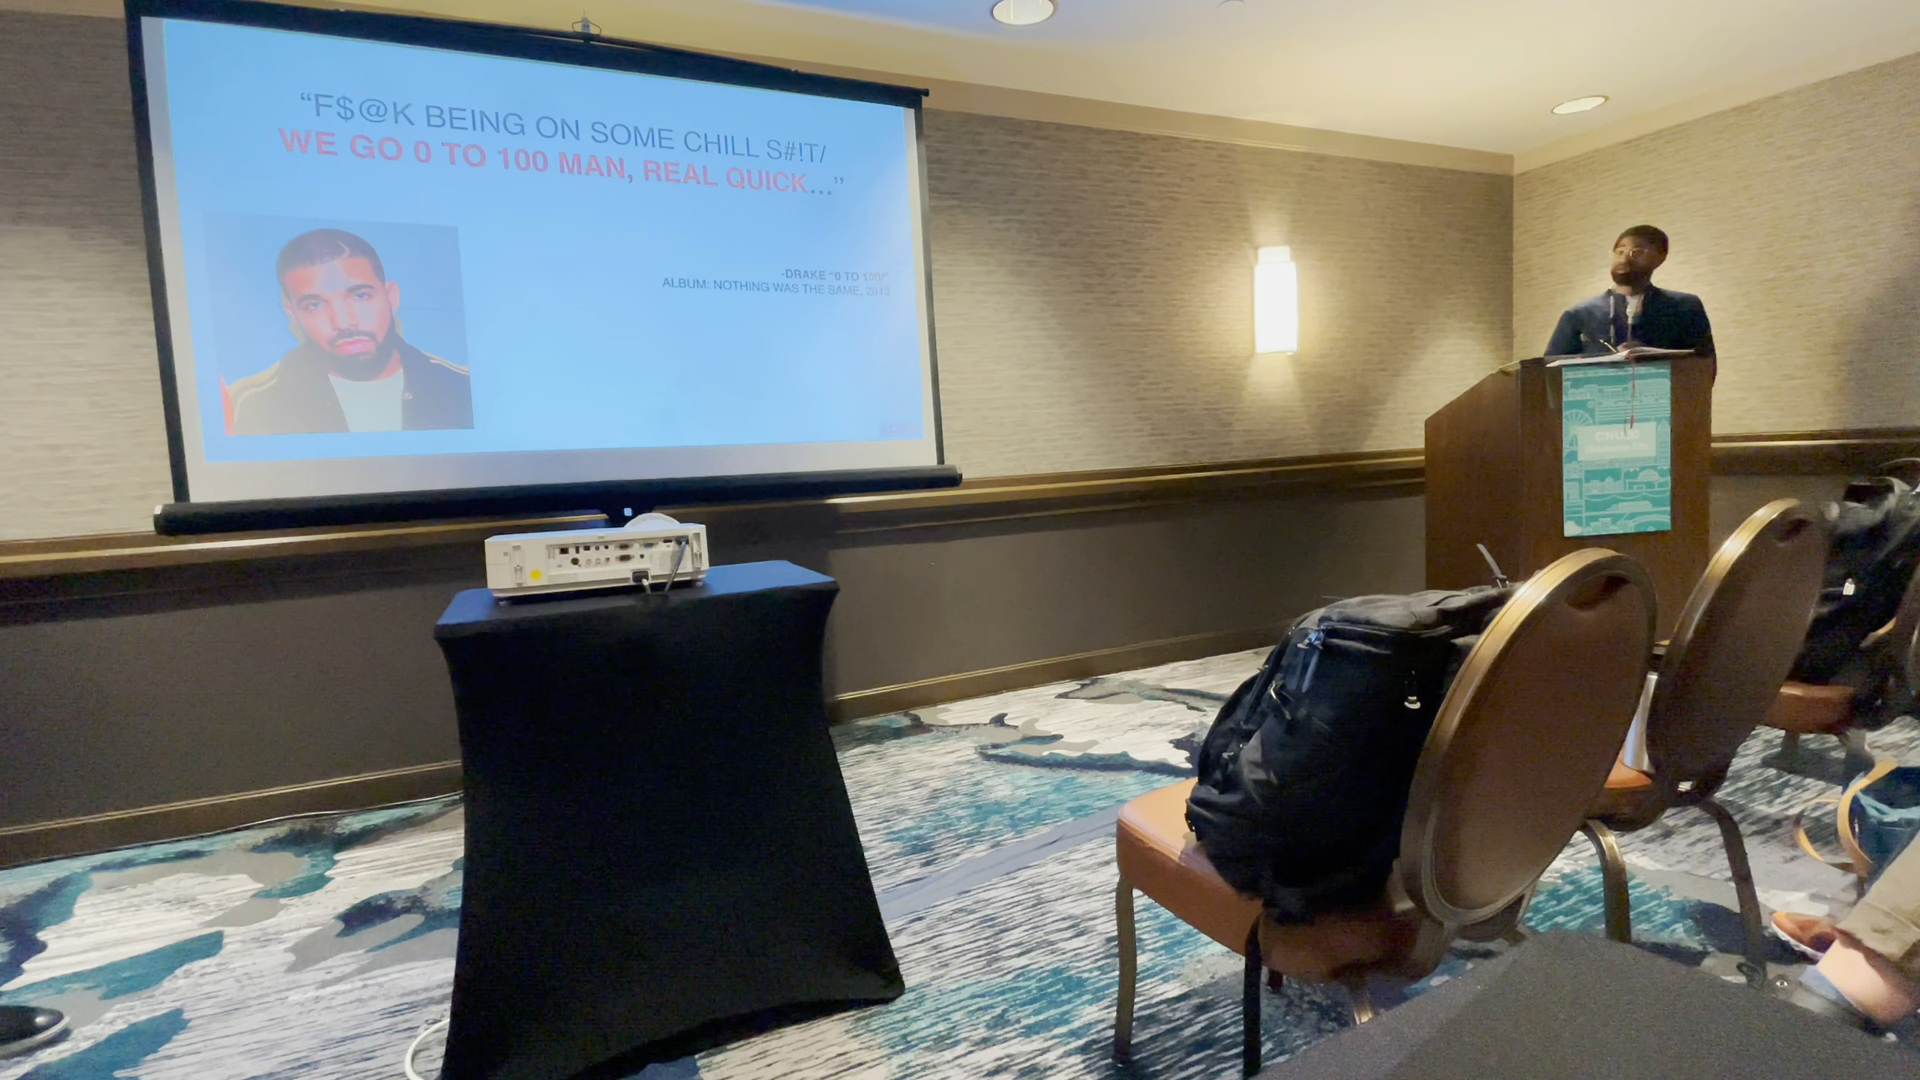 “F$@K BEING ON SOME CHILL S#!T/
WE GO 0 TO 100 MAN, REAL QUICK…”
-DRAKE “0 TO 100/”
ALBUM: NOTHING WAS THE SAME, 2013